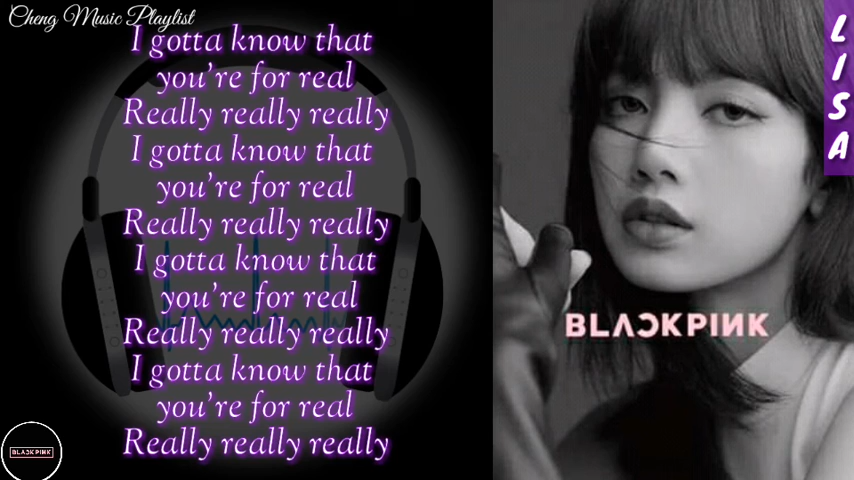 Cheng Music Playlist
I gotta know that
you're for real
Really really really
I gotta know that
you're for real
Really really really
I gotta know that
you're for real
Really really really
I gotta know that
you're for real
Really really really
BLACKPINK
LISA
BLACKPINK